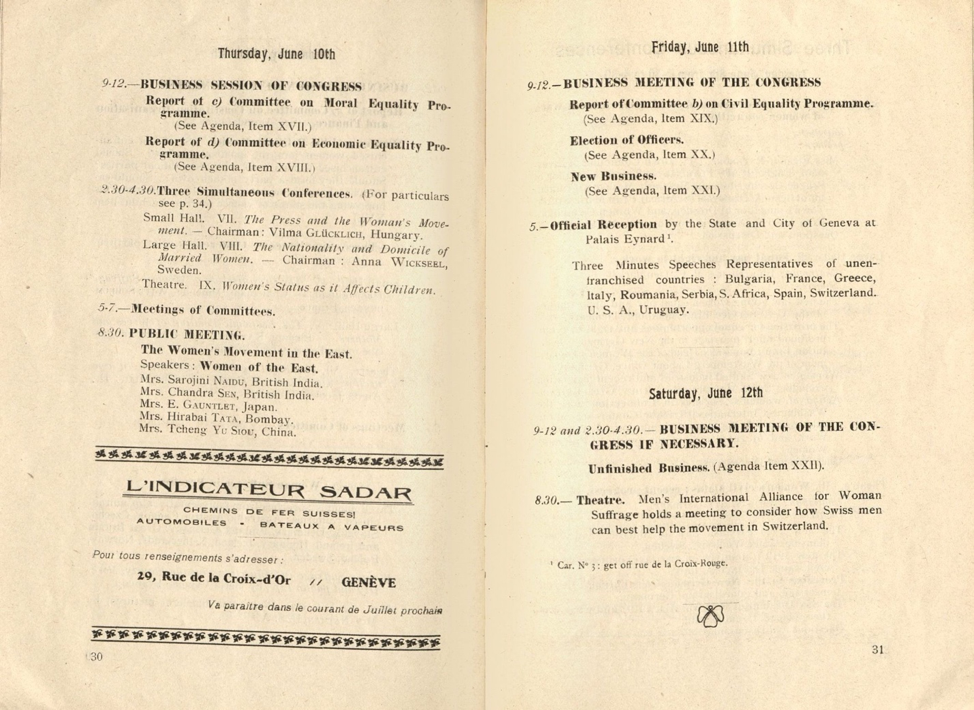 Thursday, June 10th
9-12.—BUSINESS SESSION OF CONGRESS
Report ot c) Committee on Moral Equality Pro-
gramme.
(See Agenda, Item XVII.)
Report of d) Committee on Economic Equality Pro-
gramme.
(See Agenda, Item XVIII.)
2.30-4.30.Three Simultaneous Conferences. (For particulars
see p. 34.)
Small Hall. VII. The Press and the Woman's Move-
ment. — Chairman : Vilma GLÜCKLICH, Hungary.
Large Hall. VIII. The Nationality and Domicile of
Married Women. — Chairman : Anna WICKSEEL,
Sweden.
Theatre. IX. Women's Status as it Affects Children.
5-7.—Meetings of Committees.
8.30. PUBLIC MEETING.
The Women's Movement in the East.
Speakers : Women of the East.
Mrs. Sarojini NAIDU, British India.
Mrs. Chandra SEN, British India.
Mrs. E. GAUNTLET, Japan.
Mrs. Hirabai TATA, Bombay.
Mrs. Tcheng YU SIOU, China.
L'INDICATEUR SADAR
CHEMINS DE FER SUISSES!
AUTOMOBILES - BATEAUX A VAPEURS
Pour tous renseignements s'adresser :
29, Rue de la Croix-d'Or // GENÈVE
Va paraître dans le courant de Juillet prochain
30
Friday, June 11th
9-12.—BUSINESS MEETING OF THE CONGRESS
Report of Committee b) on Civil Equality Programme.
(See Agenda, Item XIX.)
Election of Officers.
(See Agenda, Item XX.)
New Business.
(See Agenda, Item XXI.)
5.—Official Reception by the State and City of Geneva at
Palais Eynard ¹.
Three Minutes Speeches Representatives of unen-
franchised countries : Bulgaria, France, Greece,
Italy, Roumania, Serbia, S. Africa, Spain, Switzerland.
U. S. A., Uruguay.
Saturday, June 12th
9-12 and 2.30-4.30.— BUSINESS MEETING OF THE CON-
GRESS IF NECESSARY.
Unfinished Business. (Agenda Item XXII).
8.30.— Theatre. Men's International Alliance for Woman
Suffrage holds a meeting to consider how Swiss men
can best help the movement in Switzerland.
¹ Car. Nº 3 : get off rue de la Croix-Rouge.
31